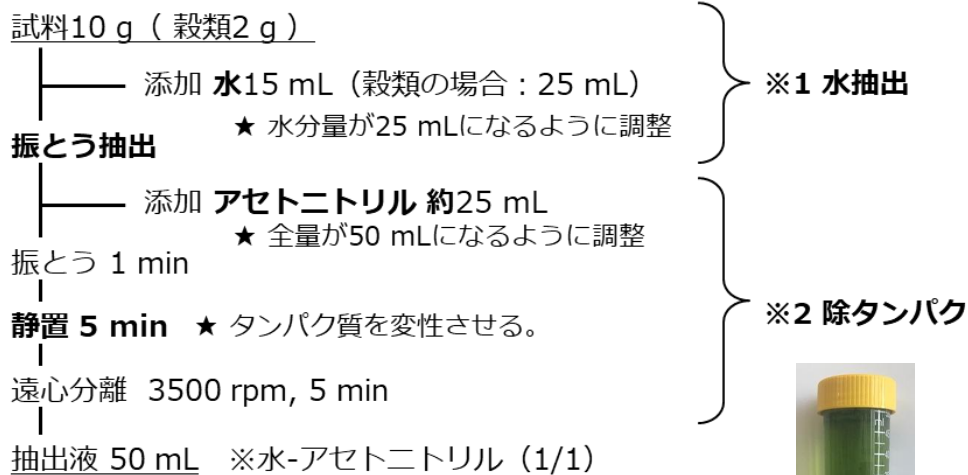 試料10 g（ 穀類2 g ）
添加 水15 mL（穀類の場合：25 mL）
※1 水抽出
★ 水分量が25 mLになるように調整
振とう抽出
添加 アセトニトリル 約25 mL
★ 全量が50 mLになるように調整
振とう 1 min
静置 5 min ★ タンパク質を変性させる。
※2 除タンパク
遠心分離 3500 rpm, 5 min
抽出液 50 mL ※水-アセトニトリル（1/1）